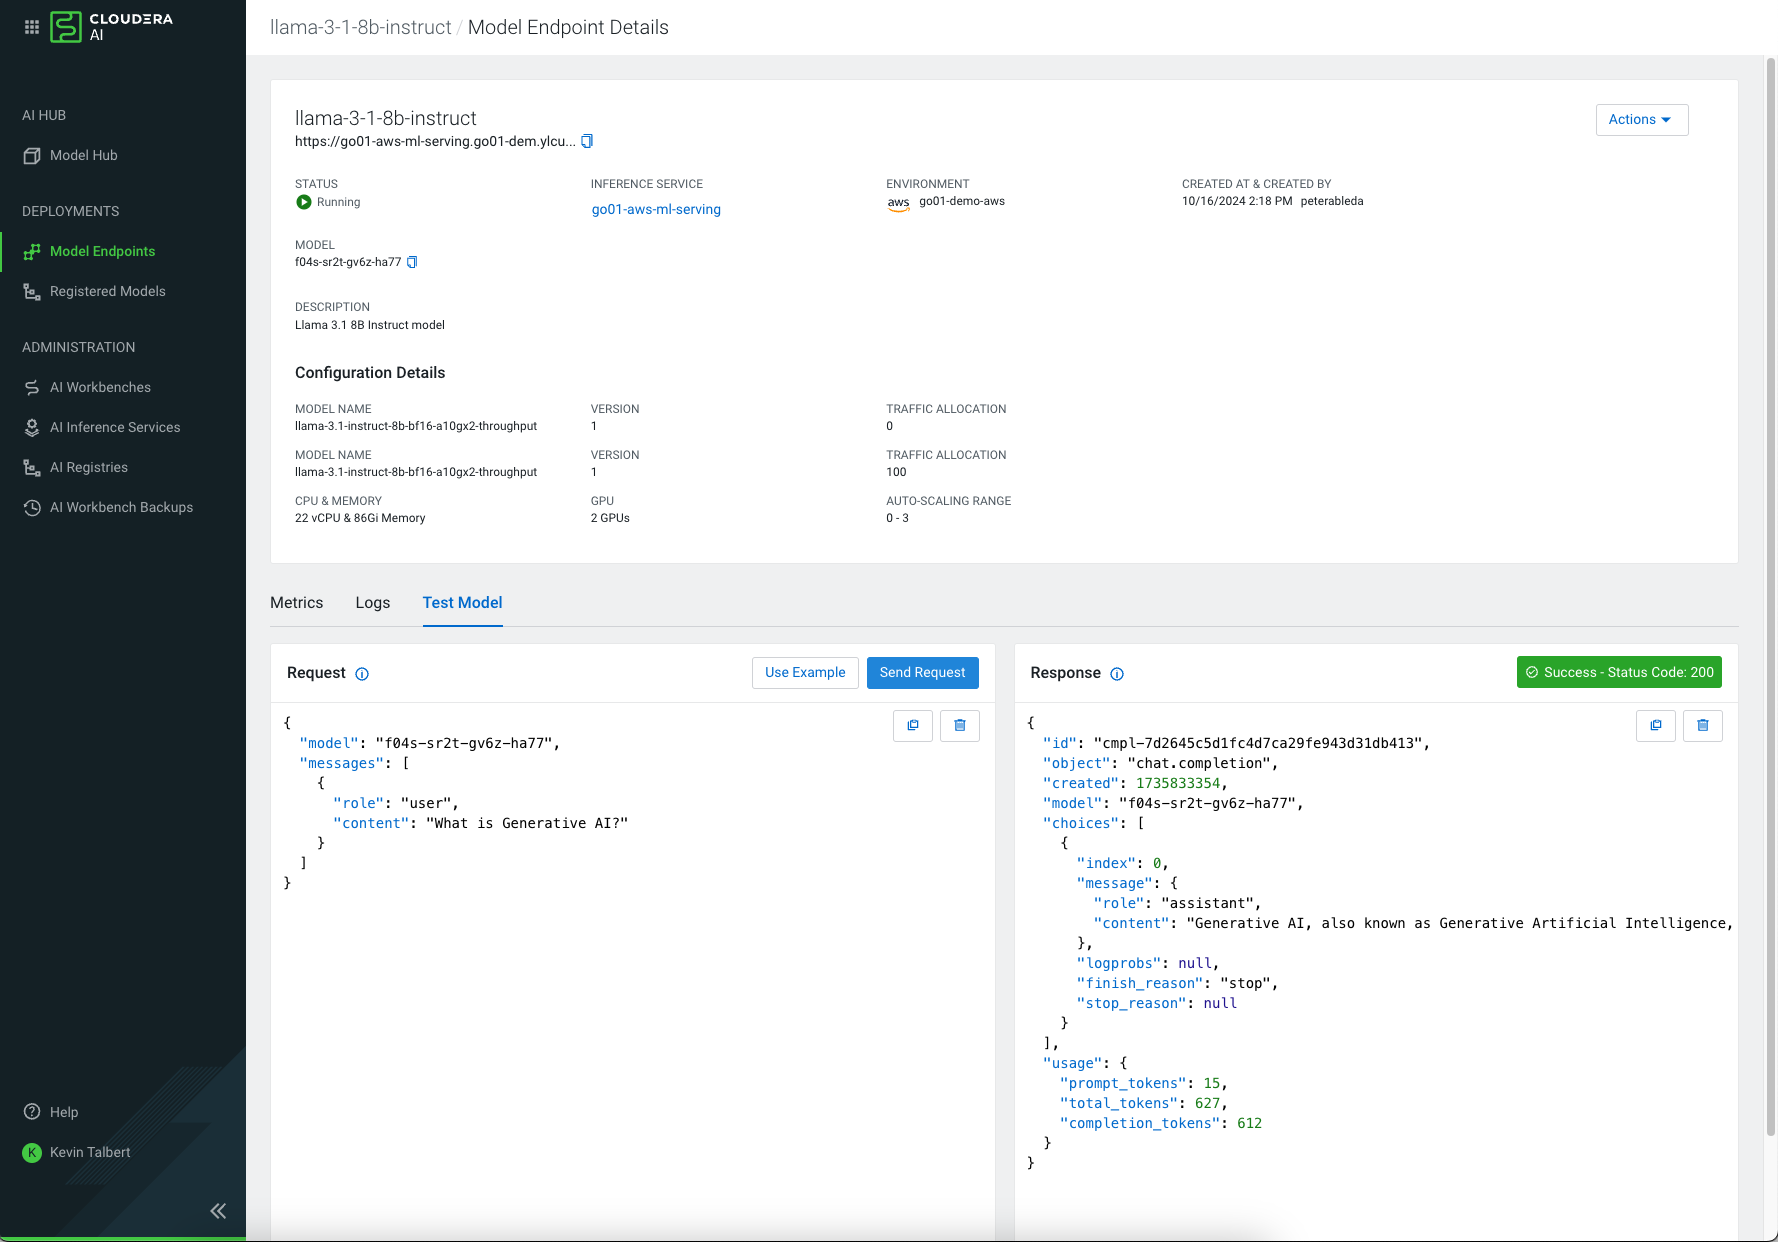 CLOUDERA
AI
AI HUB
Model Hub
DEPLOYMENTS
Model Endpoints
Registered Models
ADMINISTRATION
AI Workbenches
AI Inference Services
AI Registries
AI Workbench Backups
Help
K Kevin Talbert
llama-3-1-8b-instruct / Model Endpoint Details
llama-3-1-8b-instruct
Actions
https://go01-aws-ml-serving.go01-dem.ylcu...
STATUS INFERENCE SERVICE ENVIRONMENT CREATED AT & CREATED BY
Running go01-aws-ml-serving aws go01-demo-aws 10/16/2024 2:18 PM peterableda
MODEL
f04s-sr2t-gv6z-ha77
DESCRIPTION
Llama 3.1 8B Instruct model
Configuration Details
MODEL NAME VERSION TRAFFIC ALLOCATION
llama-3.1-instruct-8b-bf16-a10gx2-throughput 1 0
MODEL NAME VERSION TRAFFIC ALLOCATION
llama-3.1-instruct-8b-bf16-a10gx2-throughput 1 100
CPU & MEMORY GPU AUTO-SCALING RANGE
22 vCPU & 86Gi Memory 2 GPUs 0 - 3
Metrics Logs Test Model
Request Use Example Send Request
{
"model": "f04s-sr2t-gv6z-ha77",
"messages": [
{
"role": "user",
"content": "What is Generative AI?"
}
]
}
Response Success - Status Code: 200
{
"id": "cmpl-7d2645c5d1fc4d7ca29fe943d31db413",
"object": "chat.completion",
"created": 1735833354,
"model": "f04s-sr2t-gv6z-ha77",
"choices": [
{
"index": 0,
"message": {
"role": "assistant",
"content": "Generative AI, also known as Generative Artificial Intelligence,
},
"logprobs": null,
"finish_reason": "stop",
"stop_reason": null
}
],
"usage": {
"prompt_tokens": 15,
"total_tokens": 627,
"completion_tokens": 612
}
}